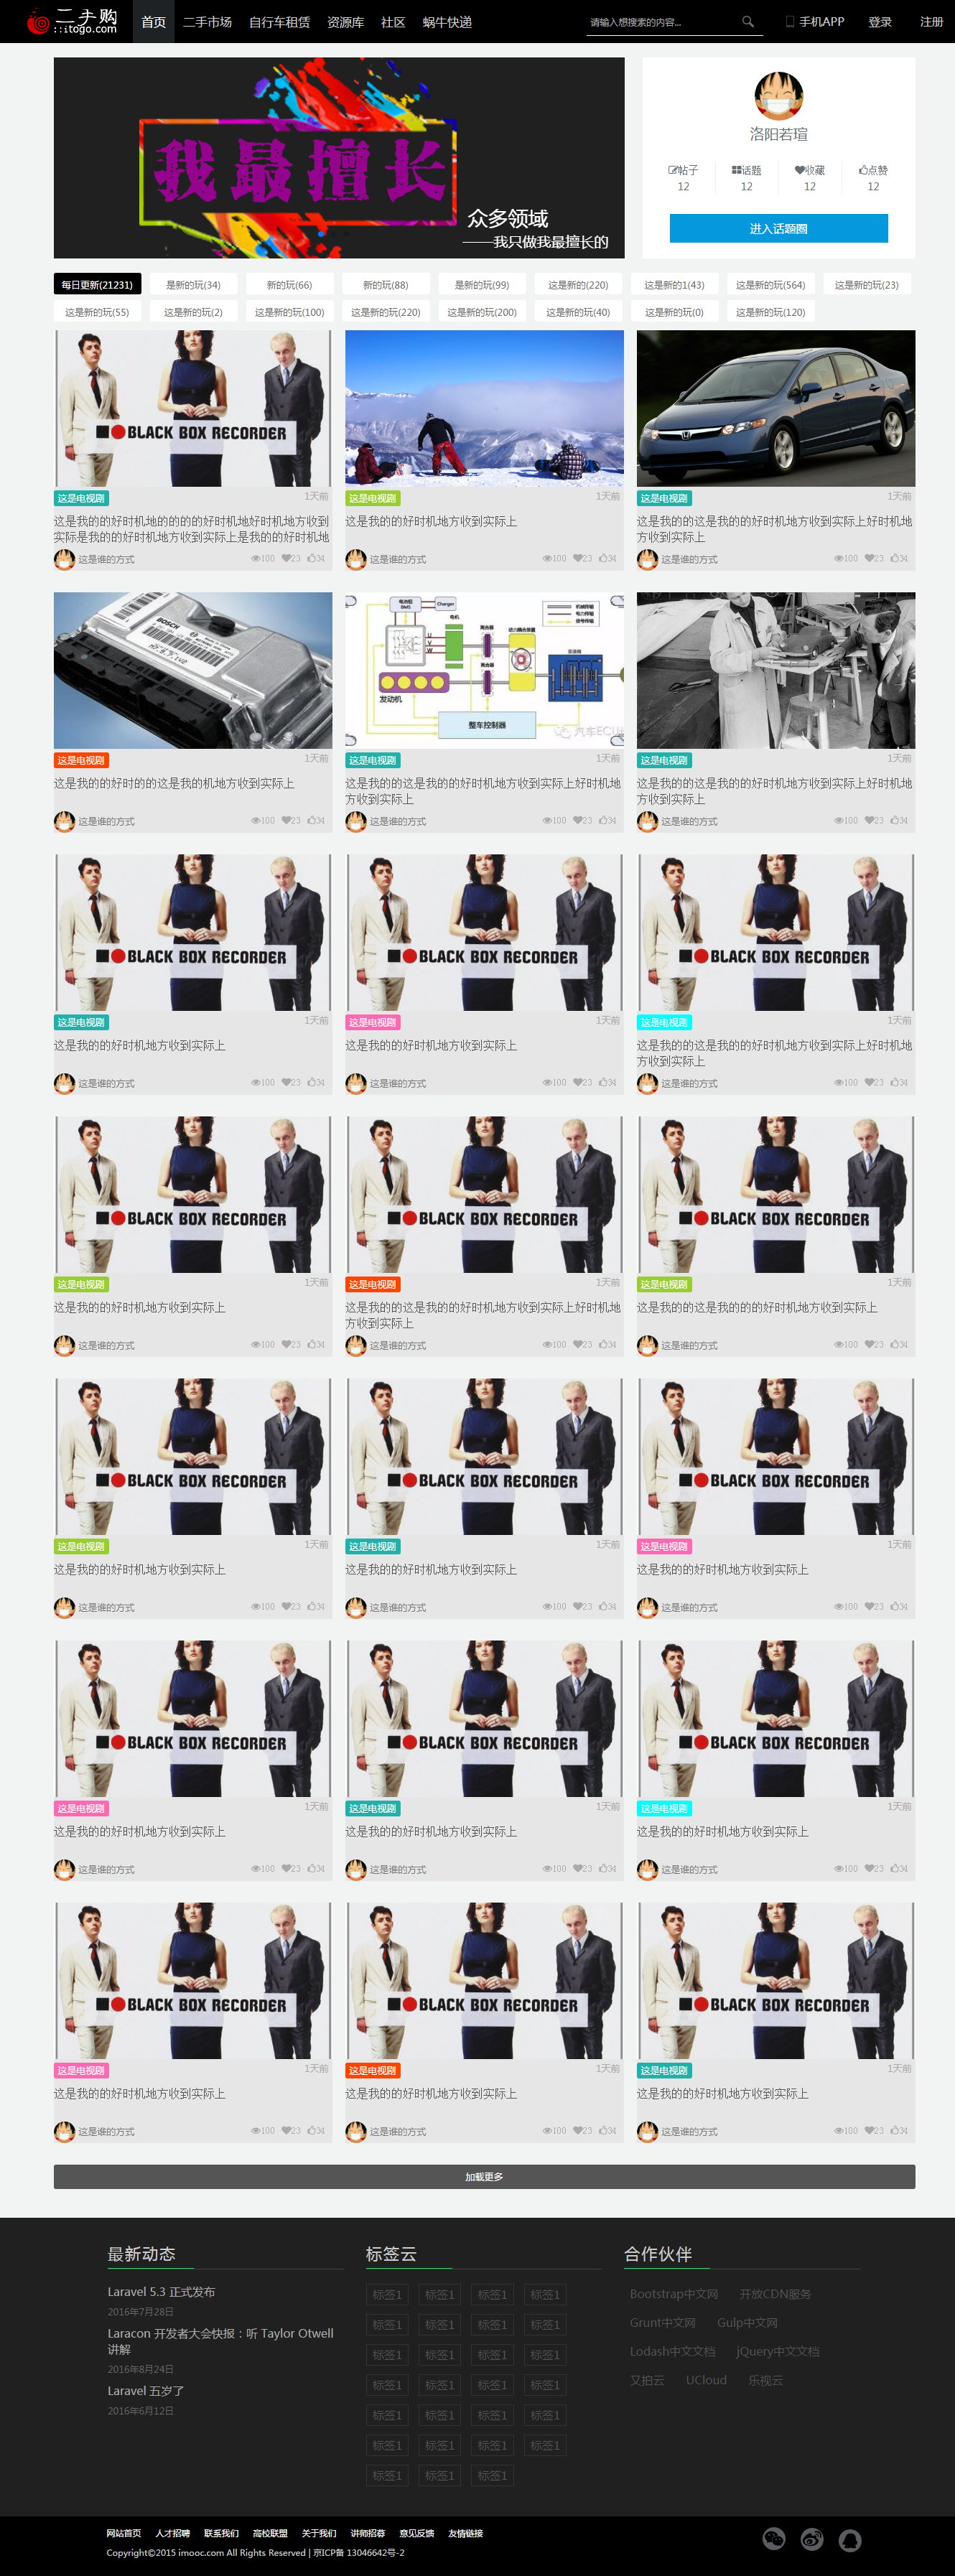 二手购
::itogo.com
首页 二手市场 自行车租赁 资源库 社区 蜗牛快递
请输入想搜索的内容...
手机APP 登录 注册
我最擅长
众多领域
——我只做我最擅长的
洛阳若瑄
帖子 话题 收藏 点赞
12 12 12 12
进入话题圈
每日更新(21231) 是新的玩(34) 新的玩(66) 新的玩(88) 是新的玩(99) 这是新的(220) 这是新的1(43) 这是新的玩(564) 这是新的玩(23)
这是新的玩(55) 这是新的玩(2) 这是新的玩(100) 这是新的玩(220) 这是新的玩(200) 这是新的玩(40) 这是新的玩(0) 这是新的玩(120)
BLACK BOX RECORDER
这是电视剧 1天前 这是电视剧 1天前 这是电视剧 1天前
这是我的的好时机地的的的的好时机地好时机地方收到 这是我的的好时机地方收到实际上 这是我的的这是我的的好时机地方收到实际上好时机地
实际是我的的好时机地方收到实际上是我的的好时机地 方收到实际上
这是谁的方式 100 23 34 这是谁的方式 100 23 34 这是谁的方式 100 23 34
BOSCH
电池组 BMS Charger
电机
U
V
W
离合器
离合器
发动机
整车控制器
汽车ECU
这是电视剧 1天前 这是电视剧 1天前 这是电视剧 1天前
这是我的的好时的的这是我的机地方收到实际上 这是我的的这是我的的好时机地方收到实际上好时机地 这是我的的这是我的的好时机地方收到实际上好时机地
方收到实际上 方收到实际上
这是谁的方式 100 23 34 这是谁的方式 100 23 34 这是谁的方式 100 23 34
BLACK BOX RECORDER BLACK BOX RECORDER BLACK BOX RECORDER
这是电视剧 1天前 这是电视剧 1天前 这是电视剧 1天前
这是我的的好时机地方收到实际上 这是我的的好时机地方收到实际上 这是我的的这是我的的好时机地方收到实际上好时机地
方收到实际上
这是谁的方式 100 23 34 这是谁的方式 100 23 34 这是谁的方式 100 23 34
BLACK BOX RECORDER BLACK BOX RECORDER BLACK BOX RECORDER
这是电视剧 1天前 这是电视剧 1天前 这是电视剧 1天前
这是我的的好时机地方收到实际上 这是我的的这是我的的好时机地方收到实际上好时机地 这是我的的这是我的的的好时机地方收到实际上
方收到实际上
这是谁的方式 100 23 34 这是谁的方式 100 23 34 这是谁的方式 100 23 34
BLACK BOX RECORDER BLACK BOX RECORDER BLACK BOX RECORDER
这是电视剧 1天前 这是电视剧 1天前 这是电视剧 1天前
这是我的的好时机地方收到实际上 这是我的的好时机地方收到实际上 这是我的的好时机地方收到实际上
这是谁的方式 100 23 34 这是谁的方式 100 23 34 这是谁的方式 100 23 34
BLACK BOX RECORDER BLACK BOX RECORDER BLACK BOX RECORDER
这是电视剧 1天前 这是电视剧 1天前 这是电视剧 1天前
这是我的的好时机地方收到实际上 这是我的的好时机地方收到实际上 这是我的的好时机地方收到实际上
这是谁的方式 100 23 34 这是谁的方式 100 23 34 这是谁的方式 100 23 34
BLACK BOX RECORDER BLACK BOX RECORDER BLACK BOX RECORDER
这是电视剧 1天前 这是电视剧 1天前 这是电视剧 1天前
这是我的的好时机地方收到实际上 这是我的的好时机地方收到实际上 这是我的的好时机地方收到实际上
这是谁的方式 100 23 34 这是谁的方式 100 23 34 这是谁的方式 100 23 34
加载更多
最新动态
Laravel 5.3 正式发布
2016年7月28日
Laracon 开发者大会快报：听 Taylor Otwell
讲解
2016年8月24日
Laravel 五岁了
2016年6月12日
标签云
标签1 标签1 标签1 标签1
标签1 标签1 标签1 标签1
标签1 标签1 标签1 标签1
标签1 标签1 标签1 标签1
标签1 标签1 标签1 标签1
标签1 标签1 标签1 标签1
标签1 标签1 标签1
合作伙伴
Bootstrap中文网 开放CDN服务
Grunt中文网 Gulp中文网
Lodash中文文档 jQuery中文文档
又拍云 UCloud 乐视云
网站首页 人才招聘 联系我们 高校联盟 关于我们 讲师招募 意见反馈 友情链接
Copyright©2015 imooc.com All Rights Reserved | 京ICP备 13046642号-2